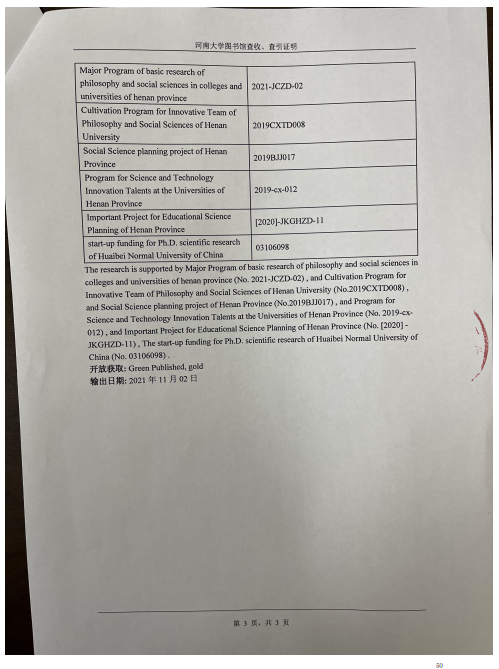 河南大学图书馆查收、查引证明
Major Program of basic research of
philosophy and social sciences in colleges and
universities of henan province
2021-JCZD-02
Cultivation Program for Innovative Team of
Philosophy and Social Sciences of Henan
University
2019CXTD008
Social Science planning project of Henan
Province
2019BJJ017
Program for Science and Technology
Innovation Talents at the Universities of
Henan Province
2019-cx-012
Important Project for Educational Science
Planning of Henan Province
[2020]-JKGHZD-11
start-up funding for Ph.D. scientific research
of Huaibei Normal University of China
03106098
The research is supported by Major Program of basic research of philosophy and social sciences in
colleges and universities of henan province (No. 2021-JCZD-02) , and Cultivation Program for
Innovative Team of Philosophy and Social Sciences of Henan University (No.2019CXTD008) ,
and Social Science planning project of Henan Province (No.2019BJJ017) , and Program for
Science and Technology Innovation Talents at the Universities of Henan Province (No. 2019-cx-
012) , and Important Project for Educational Science Planning of Henan Province (No. [2020] -
JKGHZD-11) , The start-up funding for Ph.D. scientific research of Huaibei Normal University of
China (No. 03106098) .
开放获取: Green Published, gold
输出日期: 2021 年 11 月 02 日
第 3 页，共 3 页
50